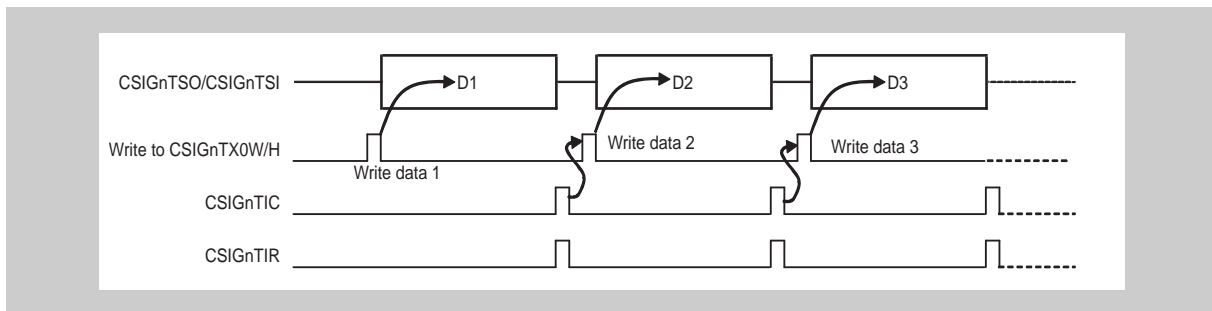 CSIGnTSO/CSIGnTSI D1 D2 D3
Write to CSIGnTX0W/H Write data 2 Write data 3
Write data 1
CSIGnTIC
CSIGnTIR